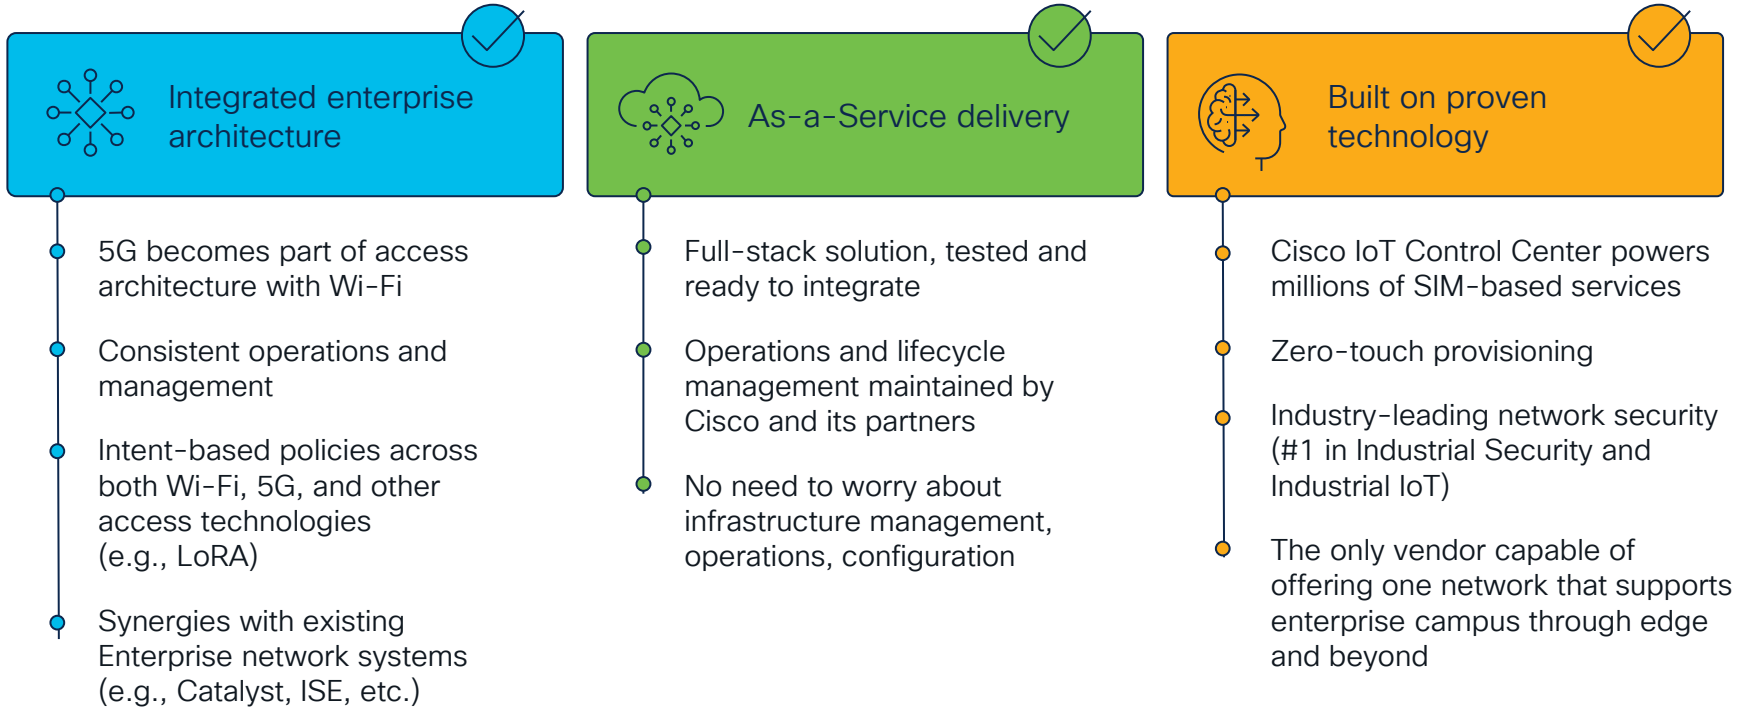 Integrated enterprise
architecture
5G becomes part of access
architecture with Wi-Fi
Consistent operations and
management
Intent-based policies across
both Wi-Fi, 5G, and other
access technologies
(e.g., LoRA)
Synergies with existing
Enterprise network systems
(e.g., Catalyst, ISE, etc.)
As-a-Service delivery
Full-stack solution, tested and
ready to integrate
Operations and lifecycle
management maintained by
Cisco and its partners
No need to worry about
infrastructure management,
operations, configuration
Built on proven
technology
Cisco IoT Control Center powers
millions of SIM-based services
Zero-touch provisioning
Industry-leading network security
(#1 in Industrial Security and
Industrial IoT)
The only vendor capable of
offering one network that supports
enterprise campus through edge
and beyond